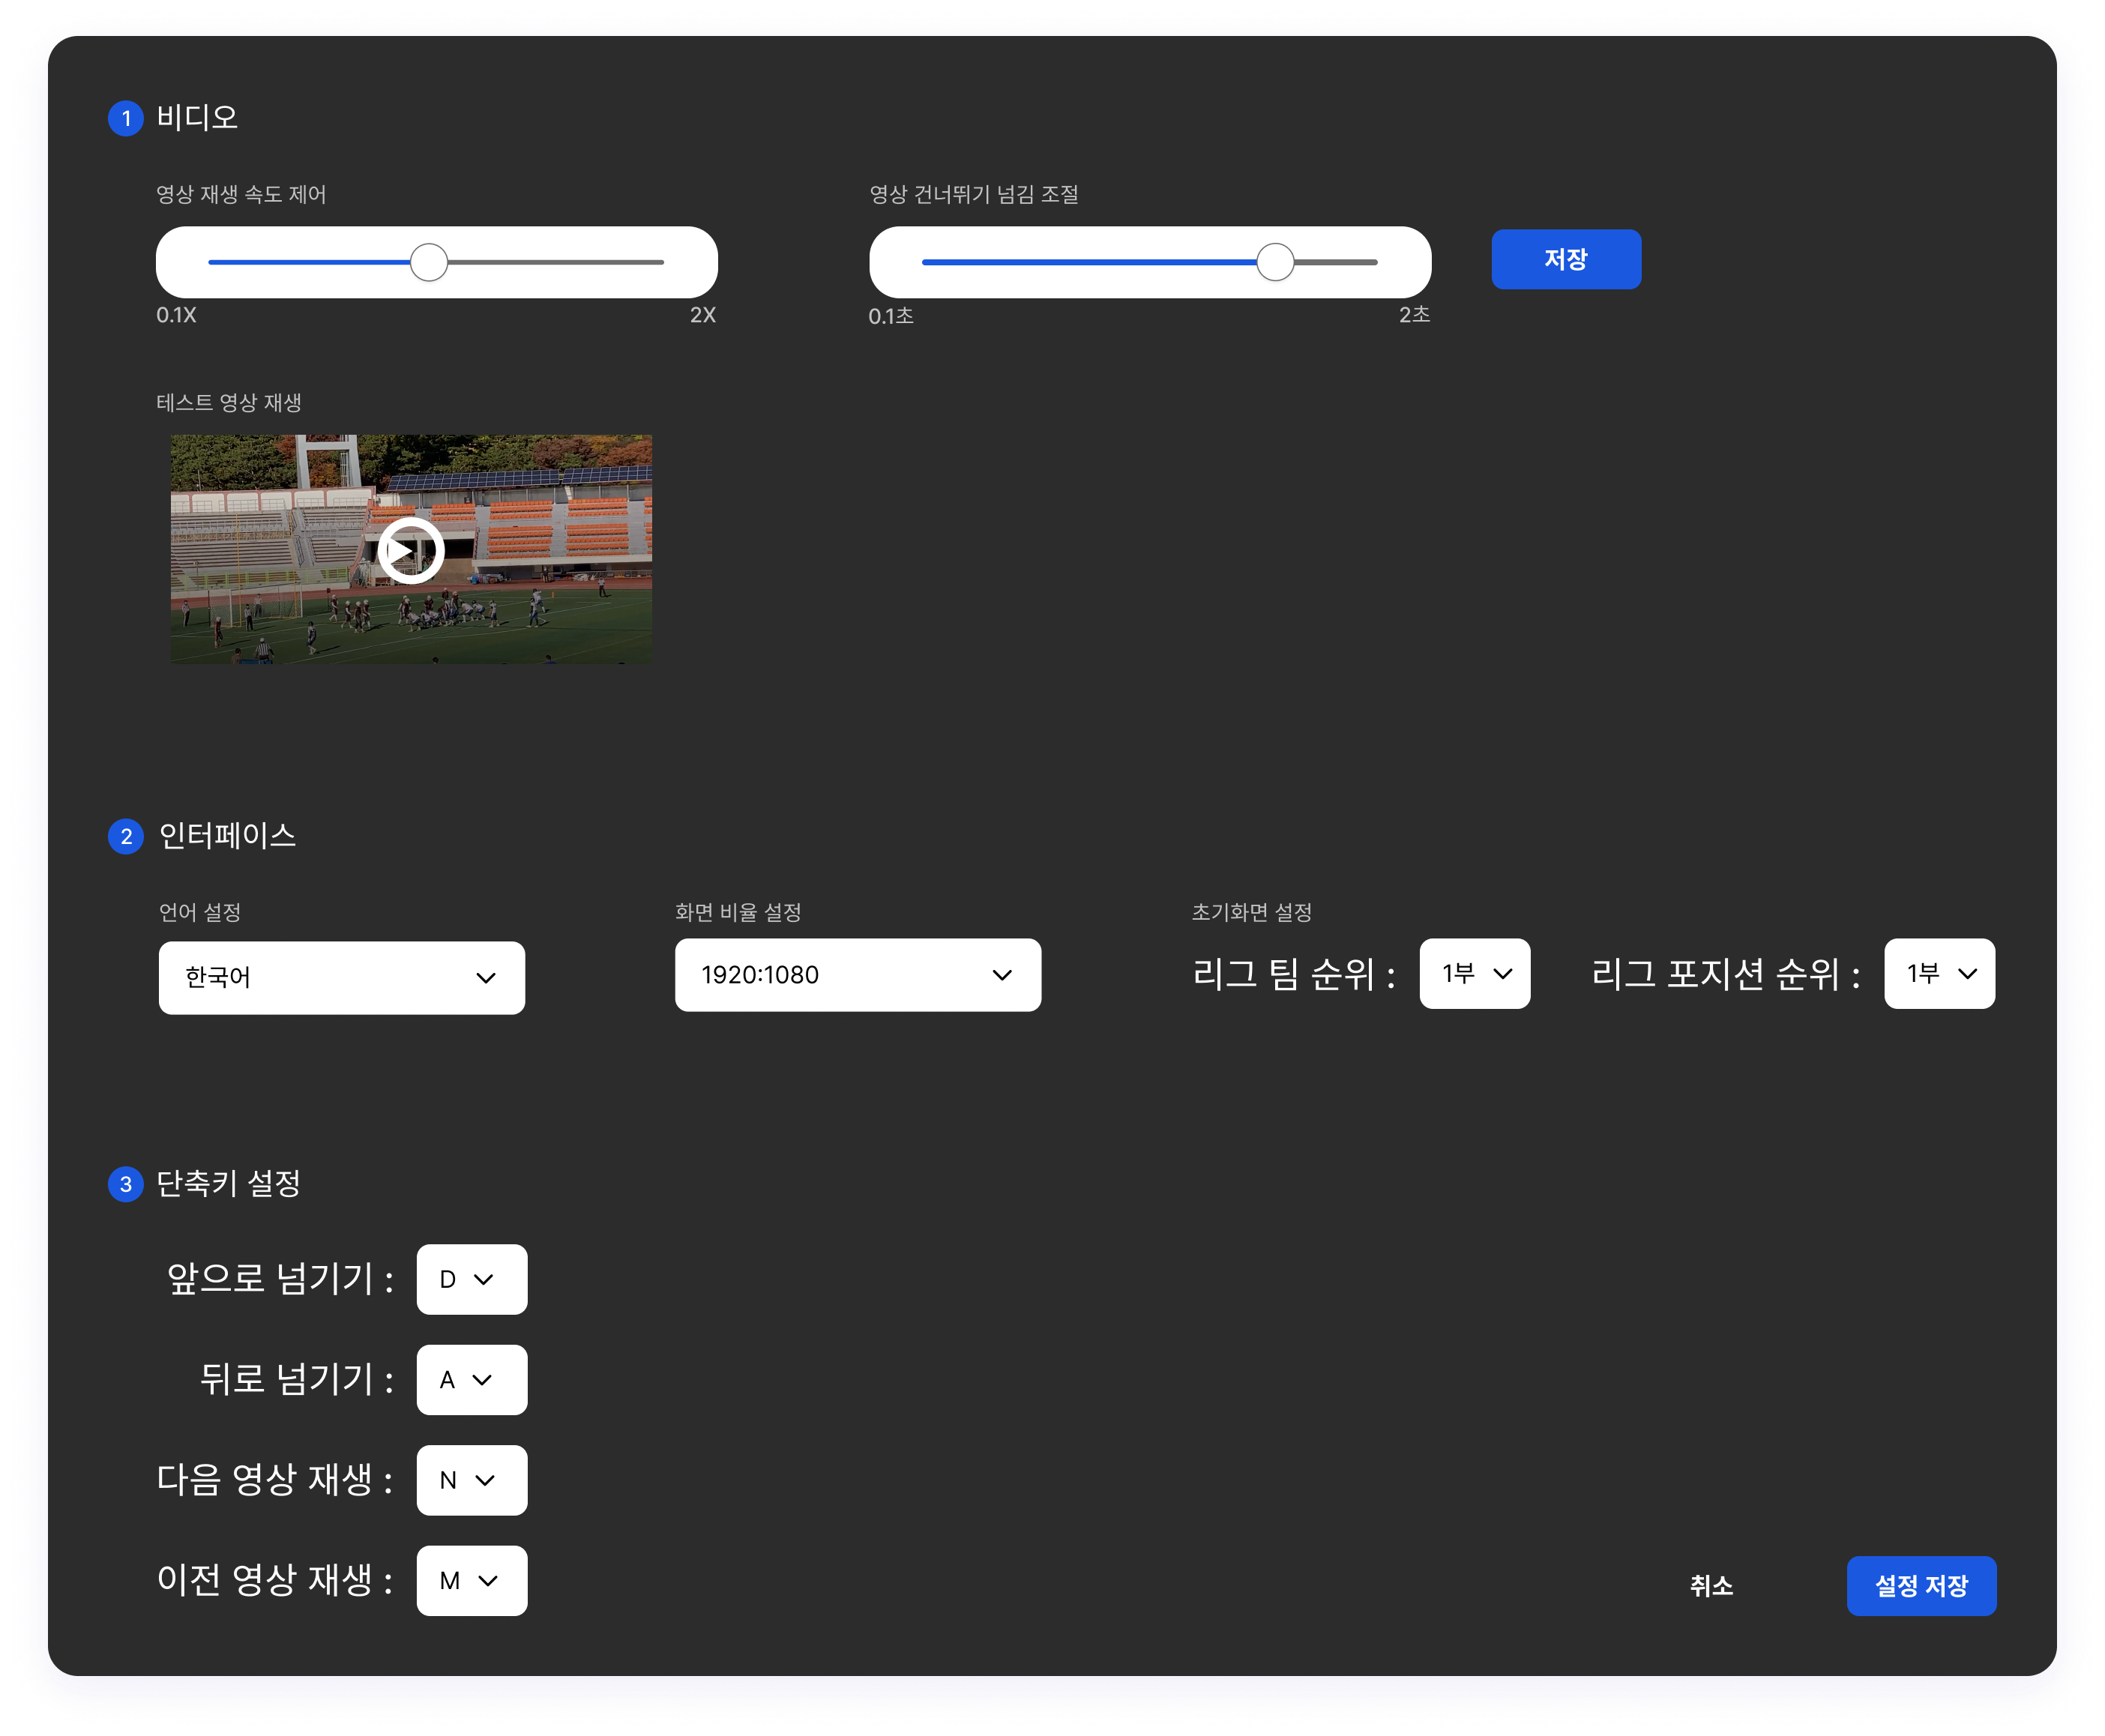 1 비디오
영상 재생 속도 제어
영상 건너뛰기 넘김 조절
저장
0.1X
2X
0.1초
2초
테스트 영상 재생
2 인터페이스
언어 설정
화면 비율 설정
초기화면 설정
한국어
1920:1080
리그 팀 순위 : 1부
리그 포지션 순위 : 1부
3 단축키 설정
앞으로 넘기기 : D
뒤로 넘기기 : A
다음 영상 재생 : N
이전 영상 재생 : M
취소
설정 저장